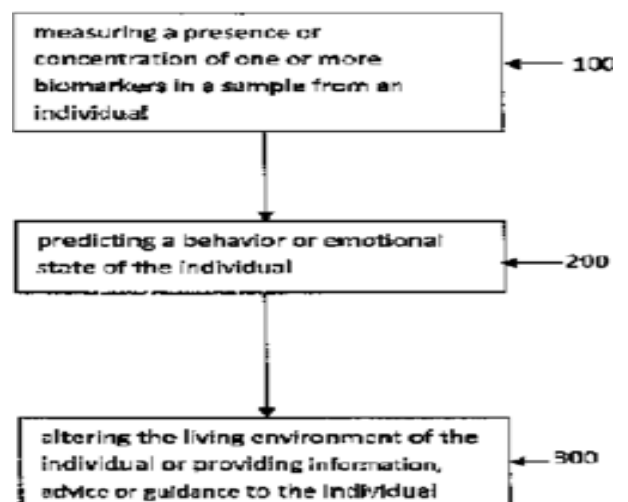 measuring a presence or
concentration of one or more
biomarkers in a sample from an
individual
100
predicting a behavior or emotional
state of the individual
200
altering the living environment of the
individual or providing information,
advice or guidance to the individual
300